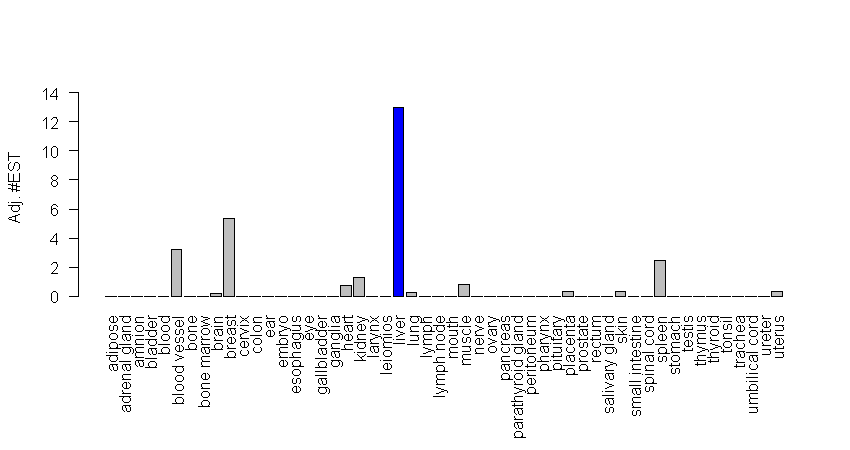 14
12
10
8
6
4
2
0
Adj. #EST
adipose
adrenal gland
amnion
bladder
blood
blood vessel
bone
bone marrow
brain
breast
cervix
colon
ear
embryo
esophagus
eye
gallbladder
ganglia
heart
kidney
larynx
leiomios
liver
lung
lymph
lymph node
mouth
muscle
nerve
ovary
pancreas
parathyroid gland
peritoneum
pharynx
pituitary
placenta
prostate
rectum
salivary gland
skin
small intestine
spinal cord
spleen
stomach
testis
thymus
thyroid
tonsil
trachea
umbilical cord
ureter
uterus